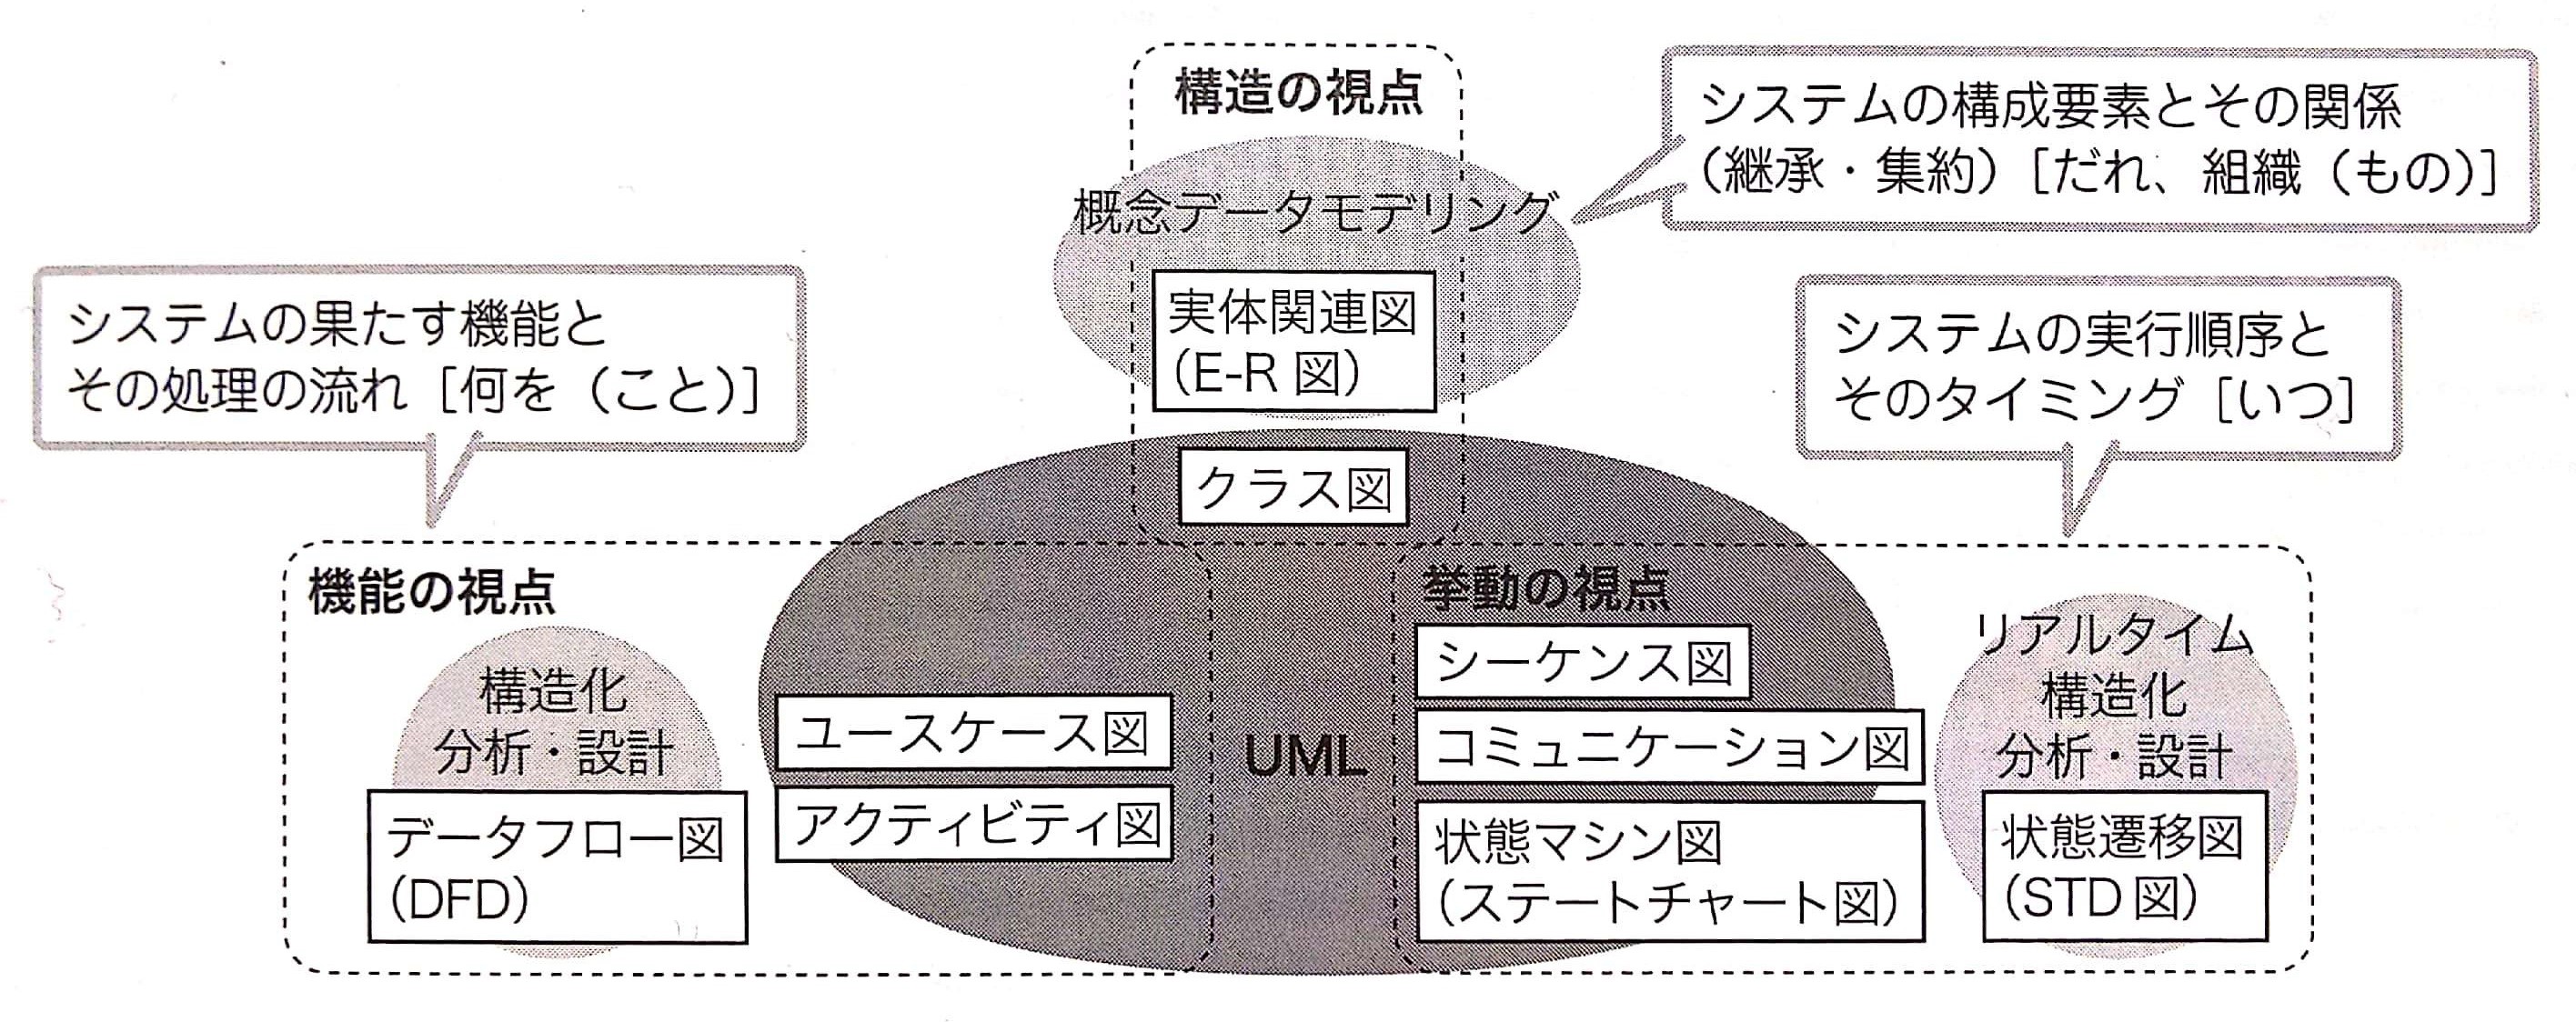 構造の視点
概念データモデリング
実体関連図
（E-R 図）
クラス図
システムの構成要素とその関係
（継承・集約）［だれ、組織（もの）］
システムの果たす機能と
その処理の流れ［何を（こと）］
システムの実行順序と
そのタイミング［いつ］
機能の視点
構造化
分析・設計
データフロー図
（DFD）
ユースケース図
アクティビティ図
UML
挙動の視点
シーケンス図
コミュニケーション図
状態マシン図
（ステートチャート図）
リアルタイム
構造化
分析・設計
状態遷移図
（STD 図）